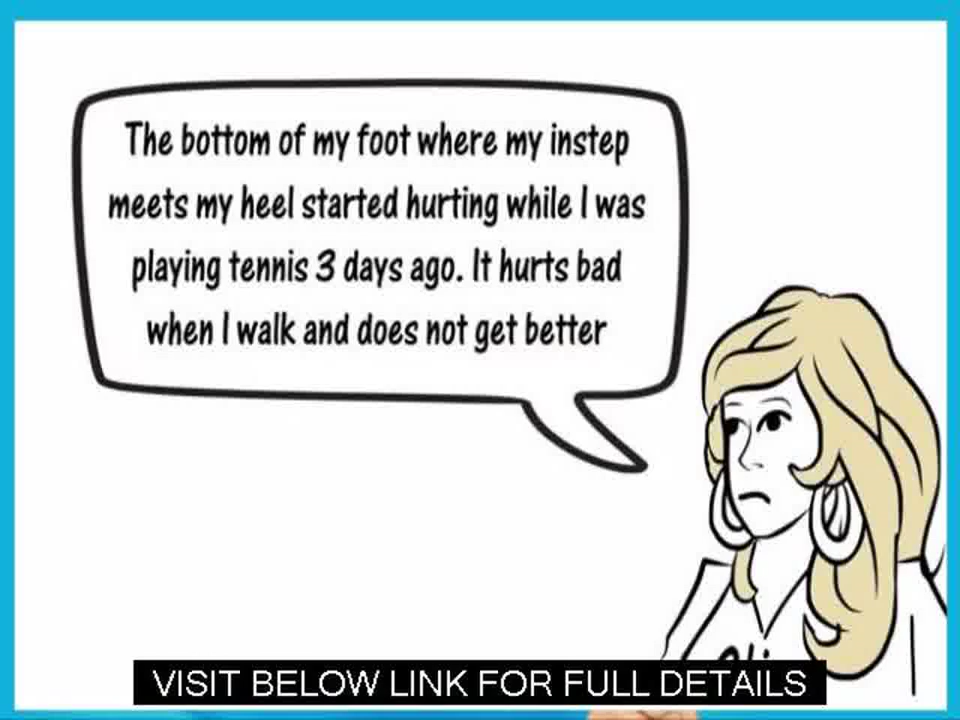 The bottom of my foot where my instep
meets my heel started hurting while I was
playing tennis 3 days ago. It hurts bad
when I walk and does not get better
VISIT BELOW LINK FOR FULL DETAILS